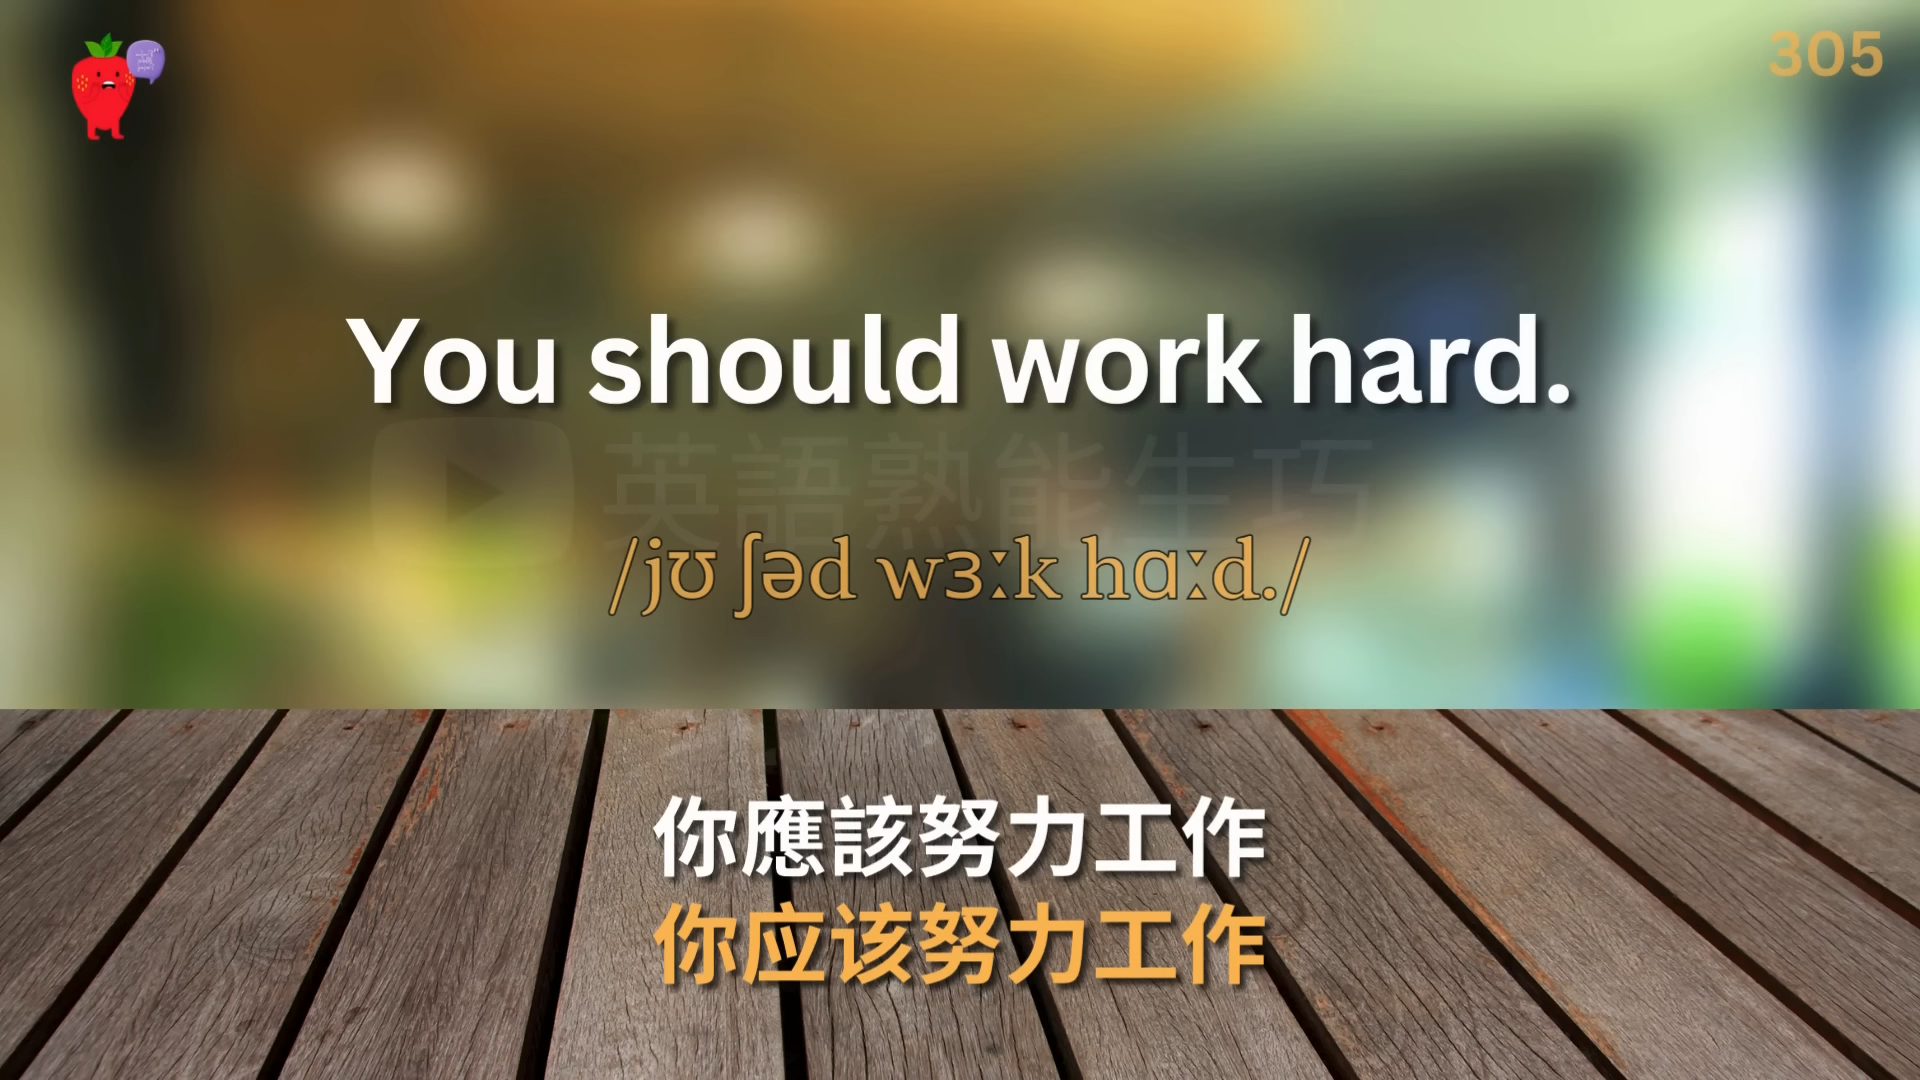 305
You should work hard.
英語熟能生巧
/jʊ ʃəd wɜːk hɑːd./
你應該努力工作
你应该努力工作